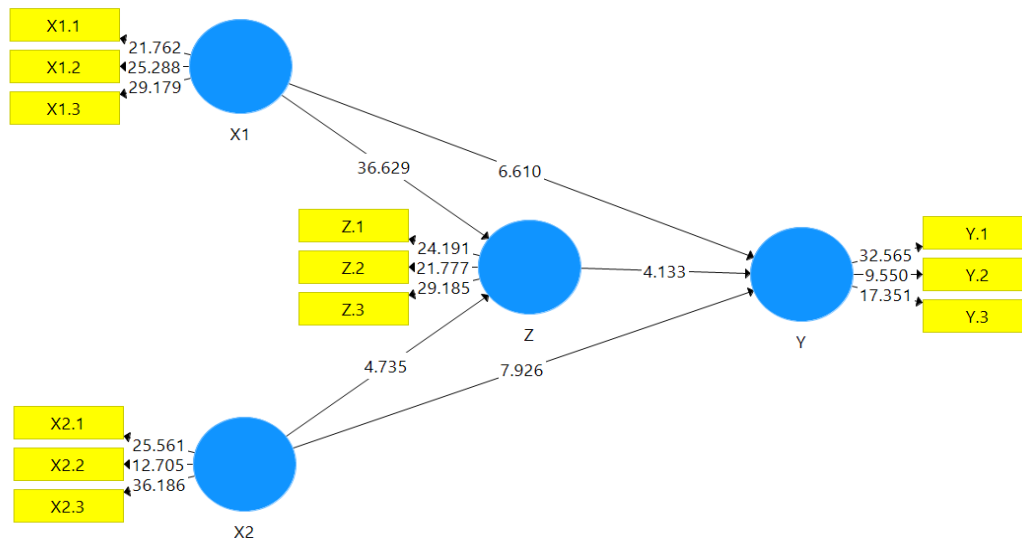 X1.1
X1.2
X1.3
21.762
25.288
29.179
X1
36.629
6.610
Z.1
Z.2
Z.3
24.191
21.777
29.185
Z
4.133
Y
32.565
9.550
17.351
Y.1
Y.2
Y.3
4.735
7.926
X2.1
X2.2
X2.3
25.561
12.705
36.186
X2